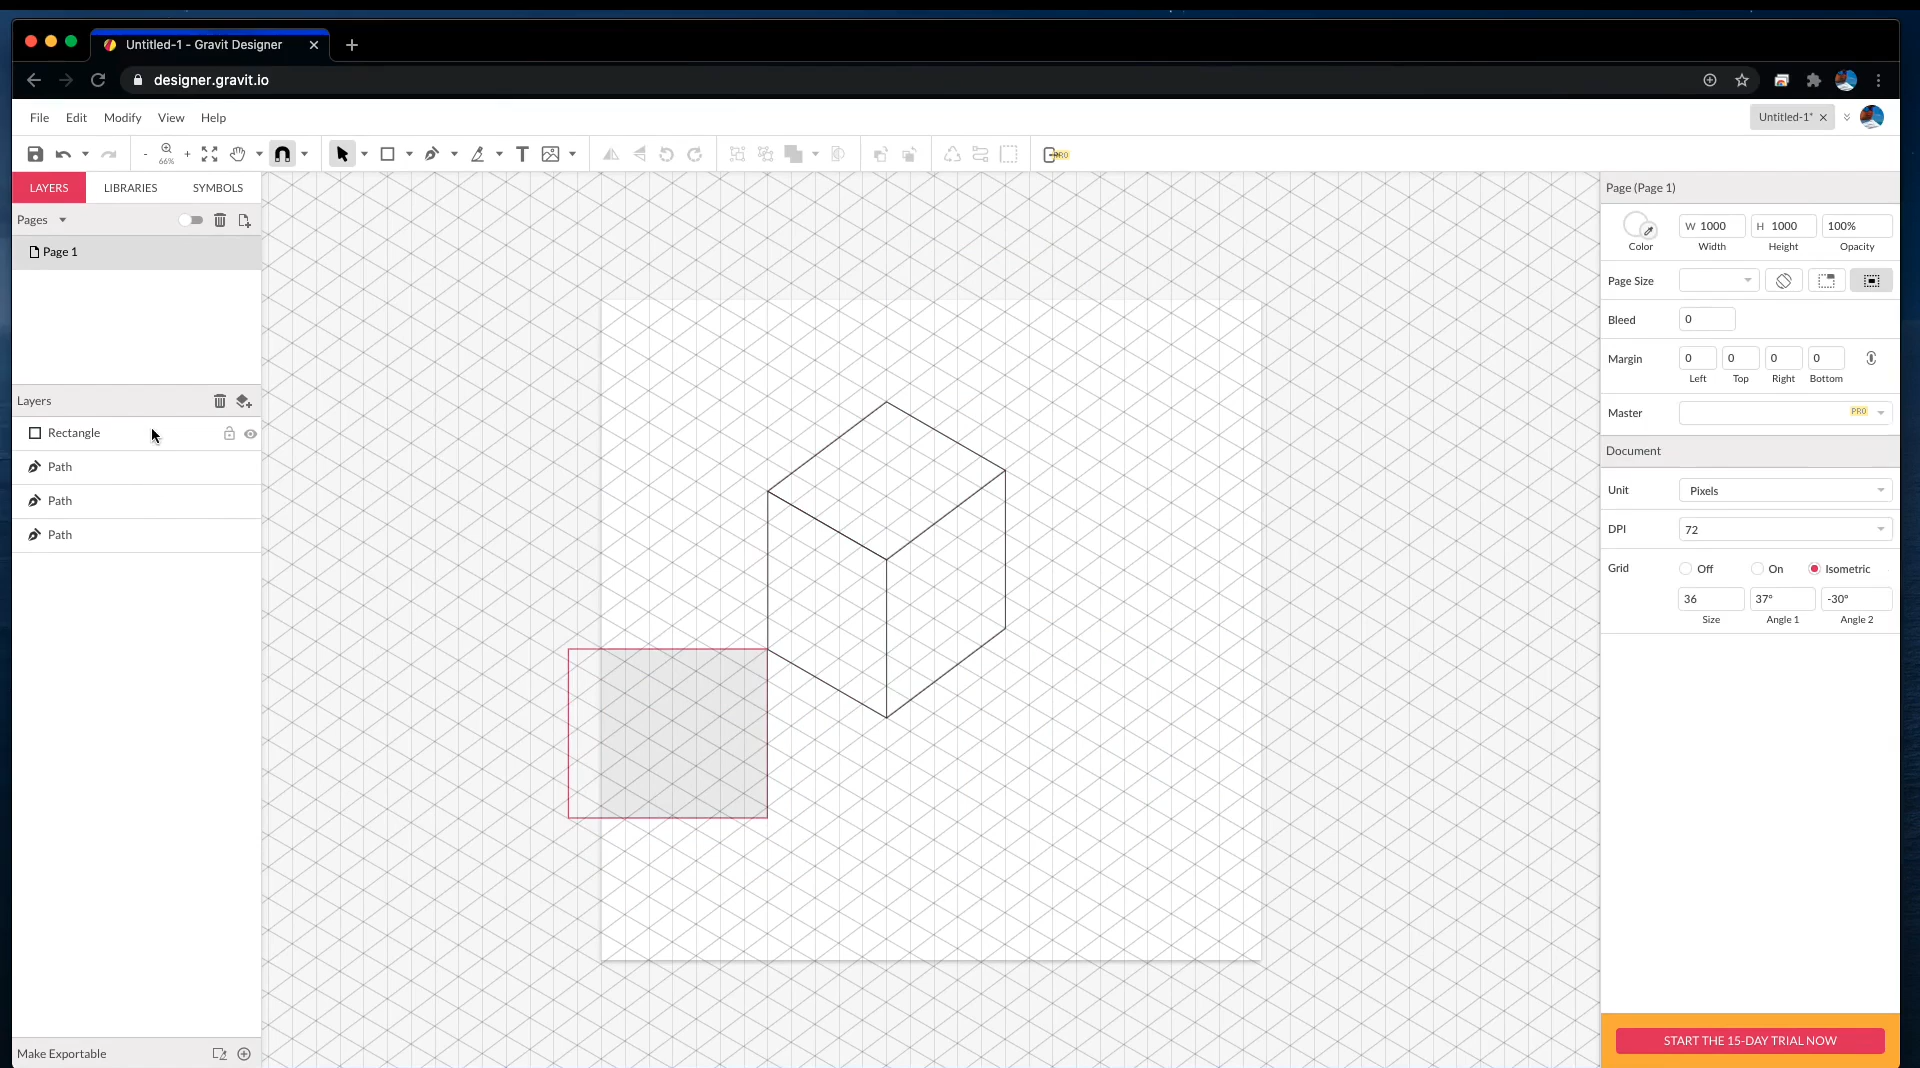 Untitled-1 - Gravit Designer
designer.gravit.io
File Edit Modify View Help
Untitled-1*
- 66% +
T
PRO
LAYERS LIBRARIES SYMBOLS
Pages
Page 1
Layers
Rectangle
Path
Path
Path
Make Exportable
Page (Page 1)
W 1000 H 1000 100%
Color Width Height Opacity
Page Size
Bleed 0
Margin 0 0 0 0
Left Top Right Bottom
Master PRO
Document
Unit Pixels
DPI 72
Grid Off On Isometric
36 37° -30°
Size Angle 1 Angle 2
START THE 15-DAY TRIAL NOW